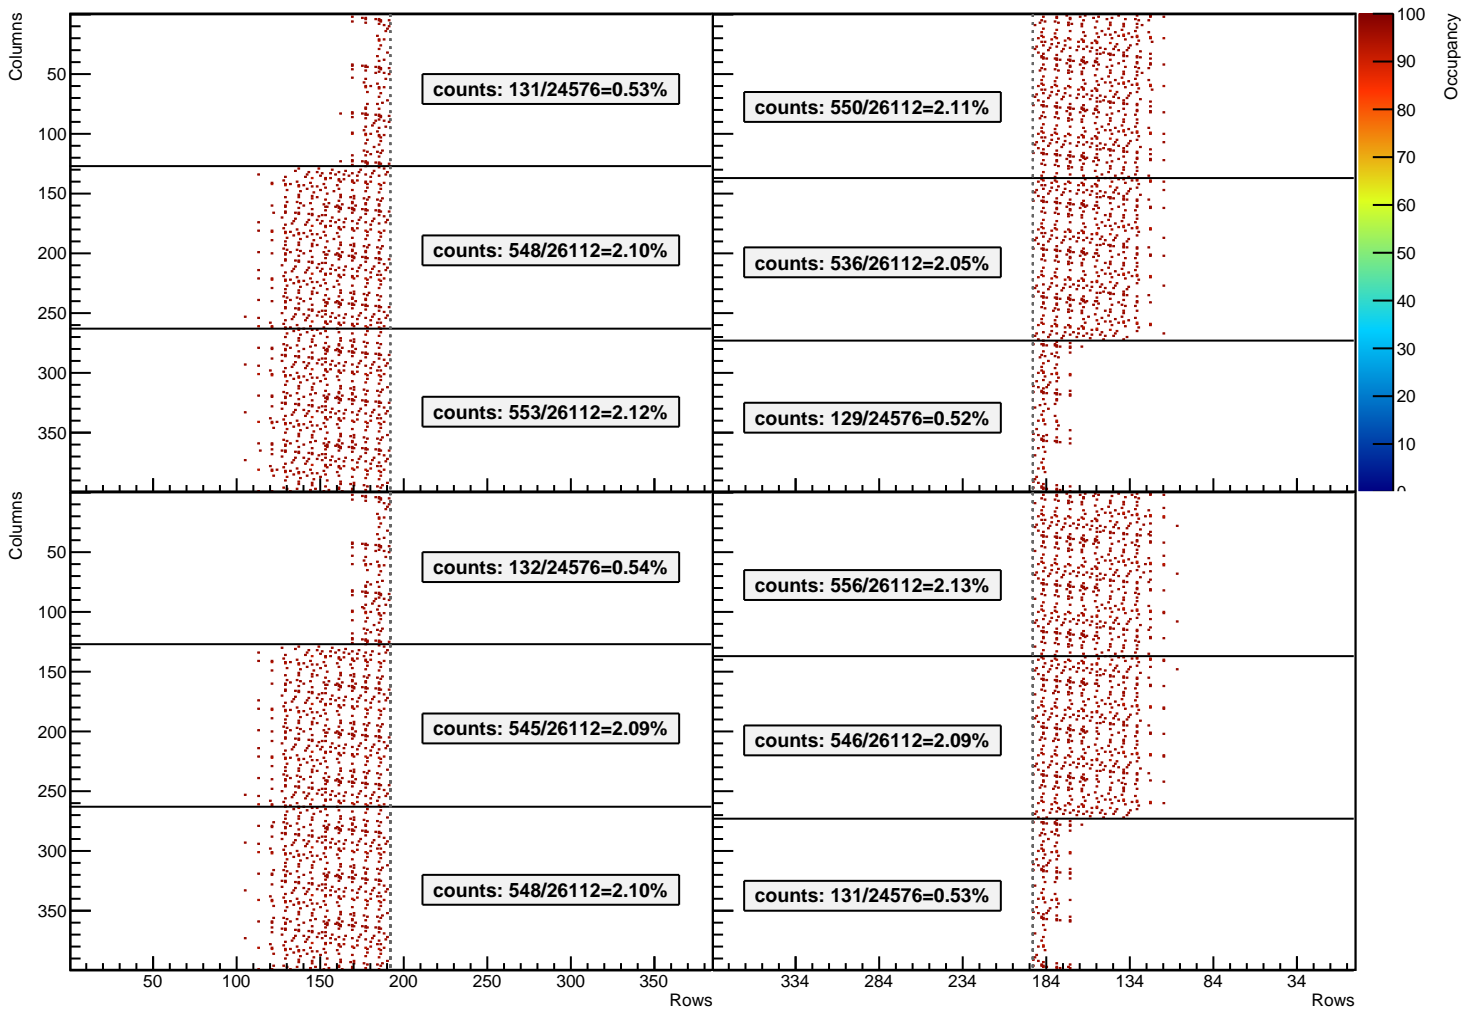 Columns
50
100
150
200
250
300
350
counts: 131/24576=0.53%
counts: 548/26112=2.10%
counts: 553/26112=2.12%
counts: 550/26112=2.11%
counts: 536/26112=2.05%
counts: 129/24576=0.52%
100
90
80
70
60
50
40
30
20
10
0
Occupancy
Columns
50
100
150
200
250
300
350
counts: 132/24576=0.54%
counts: 545/26112=2.09%
counts: 548/26112=2.10%
counts: 556/26112=2.13%
counts: 546/26112=2.09%
counts: 131/24576=0.53%
50 100 150 200 250 300 350
Rows
334 284 234 184 134 84 34
Rows